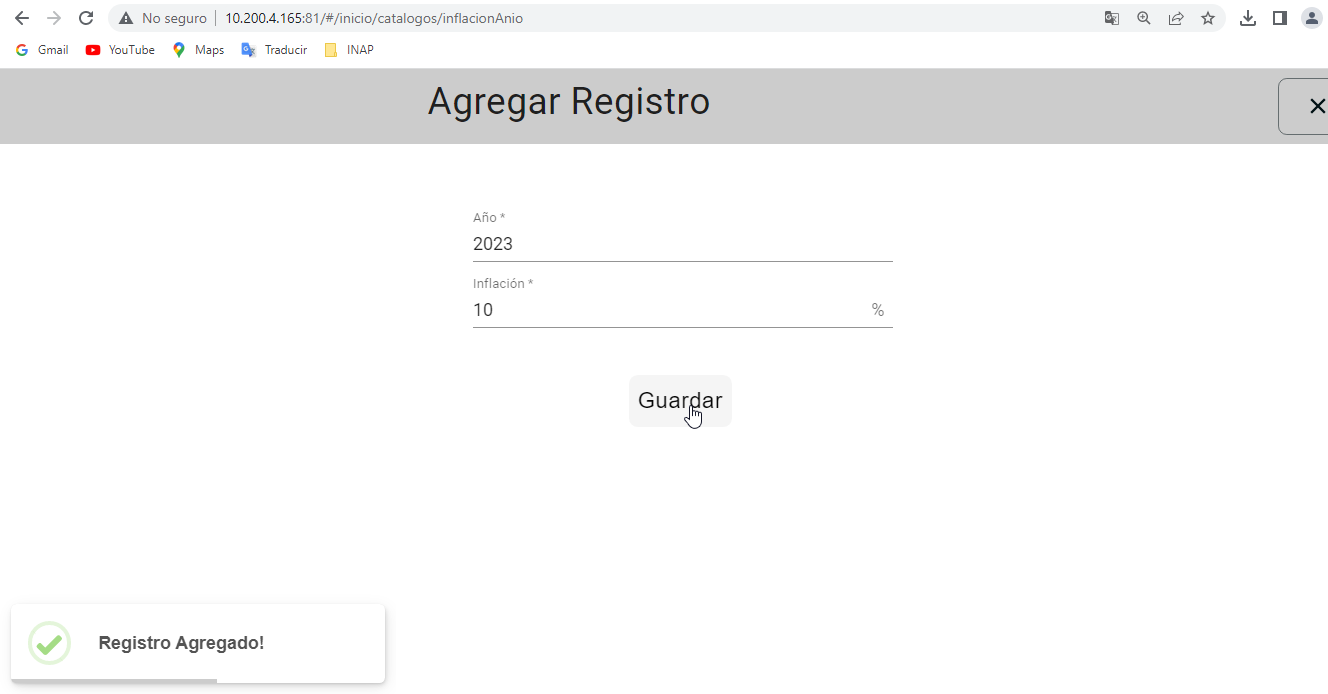 No seguro
10.200.4.165:81/#/inicio/catalogos/inflacionAnio
Gmail YouTube Maps Traducir INAP
Agregar Registro
Año *
2023
Inflación *
10 %
Guardar
Registro Agregado!